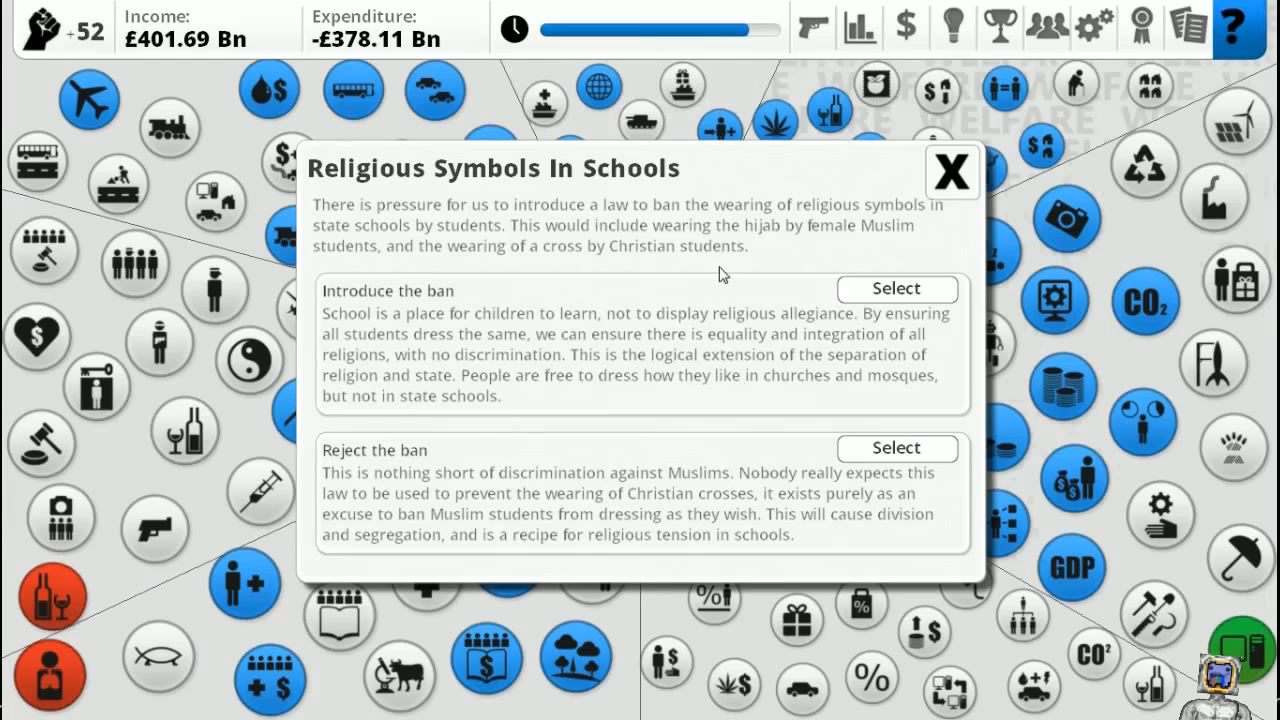 Income:
Expenditure:
+52
£401.69 Bn
-£378.11 Bn
$
?
WELFARE
Religious Symbols In Schools
X
There is pressure for us to introduce a law to ban the wearing of religious symbols in
state schools by students. This would include wearing the hijab by female Muslim
students, and the wearing of a cross by Christian students.
Introduce the ban
Select
School is a place for children to learn, not to display religious allegiance. By ensuring
all students dress the same, we can ensure there is equality and integration of all
religions, with no discrimination. This is the logical extension of the separation of
religion and state. People are free to dress how they like in churches and mosques,
but not in state schools.
Reject the ban
Select
This is nothing short of discrimination against Muslims. Nobody really expects this
law to be used to prevent the wearing of Christian crosses, it exists purely as an
excuse to ban Muslm students from dressing as they wish. This will cause division
and segregation, and is a recipe for religious tension in schools.
CO2
GDP
CO²